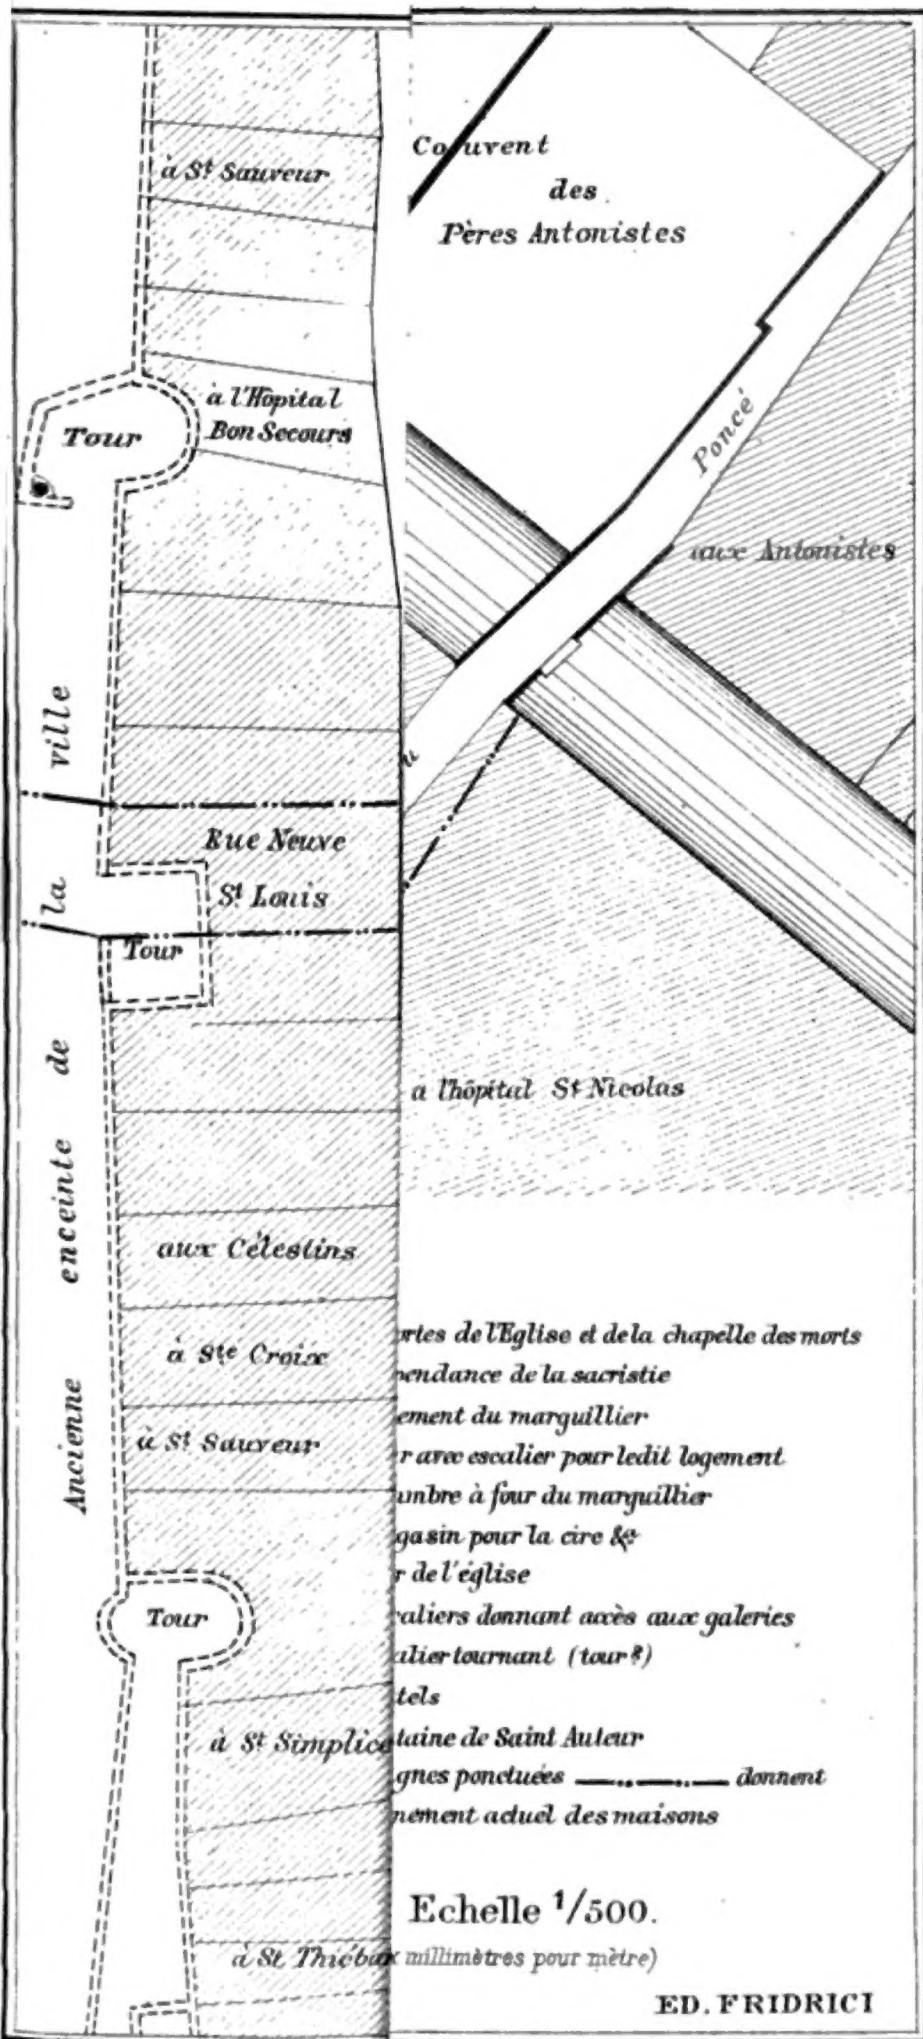 à St Sauveur
à l'Hôpital
Bon Secours
Tour
Ancienne enceinte de la ville
Rue Neuve
St Louis
Tour
aux Célestins
à Ste Croix
à St Sauveur
Tour
à St Simplice
à St Thiéba
Couvent
des
Pères Antonistes
Poncé
aux Antonistes
u
a l'hôpital St Nicolas
ortes de l'Eglise et de la chapelle des morts
pendance de la sacristie
ement du marguillier
r avec escalier pour ledit logement
ambre à four du marguillier
gasin pour la cire &c
r de l'église
caliers donnant accès aux galeries
alier tournant (tour?)
tels
taine de Saint Auteur
ignes ponctuées donnent
nement actuel des maisons
Echelle 1/500.
millimètres pour mètre)
ED. FRIDRICI